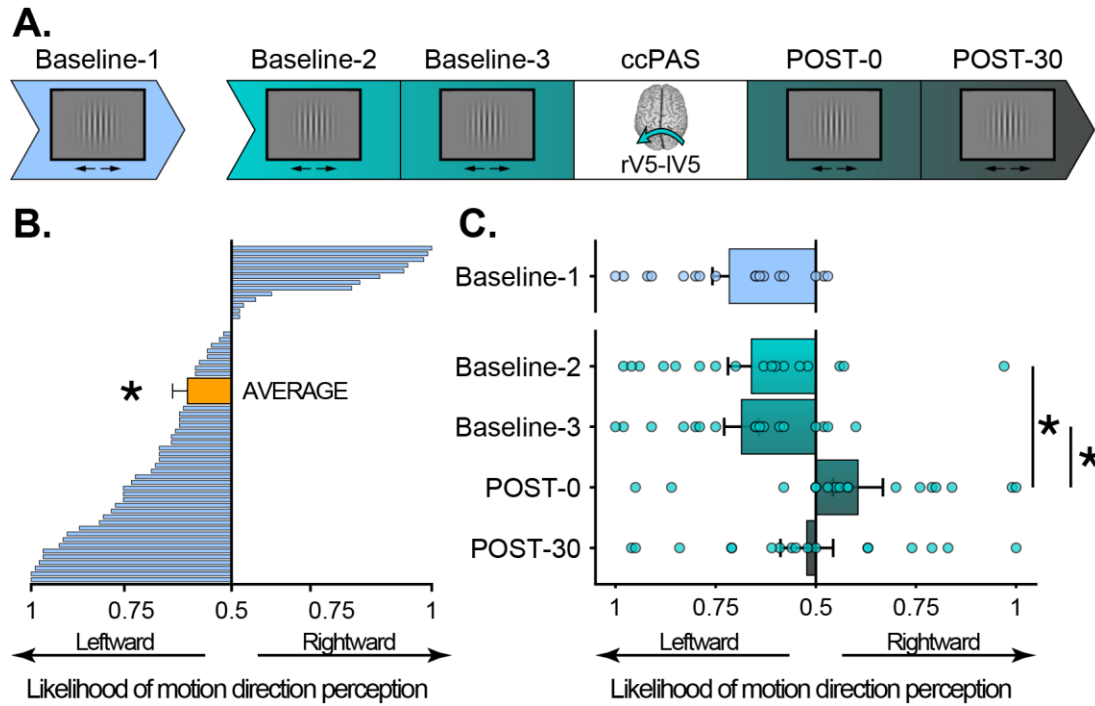 A.
Baseline-1 Baseline-2 Baseline-3 ccPAS POST-0 POST-30
rV5-lV5
B.
*
AVERAGE
1 0.75 0.5 0.75 1
Leftward Rightward
Likelihood of motion direction perception
C.
Baseline-1
Baseline-2
Baseline-3
POST-0
POST-30
* *
1 0.75 0.5 0.75 1
Leftward Rightward
Likelihood of motion direction perception